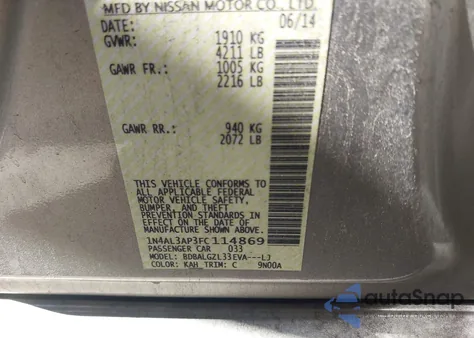 MFD BY NISSAN MOTOR CO., LTD.
DATE: 06/14
GVWR: 1910 KG
4211 LB
GAWR FR.: 1005 KG
2216 LB
GAWR RR.: 940 KG
2072 LB
THIS VEHICLE CONFORMS TO
ALL APPLICABLE FEDERAL
MOTOR VEHICLE SAFETY,
BUMPER, AND THEFT
PREVENTION STANDARDS IN
EFFECT ON THE DATE OF
MANUFACTURE SHOWN ABOVE.
1N4AL3AP3FC114869
PASSENGER CAR 033
MODEL: BDBALGZL33EVA---LJ
COLOR: KAH TRIM: C 9N00A
autoSnap